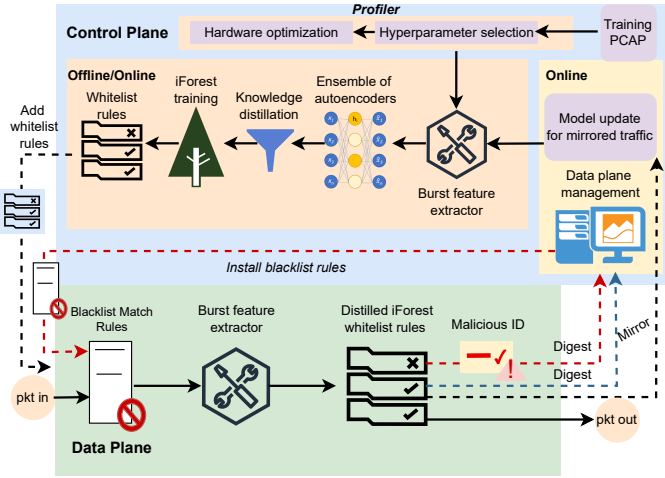 Profiler
Control Plane
Hardware optimization
Hyperparameter selection
Training
PCAP
Offline/Online
Online
Whitelist
rules
iForest
training
Knowledge
distillation
Ensemble of
autoencoders
Burst feature
extractor
Model update
for mirrored traffic
Data plane
management
Add
whitelist
rules
Install blacklist rules
Blacklist Match
Rules
Burst feature
extractor
Distilled iForest
whitelist rules
Malicious ID
Digest
Digest
Mirror
pkt in
pkt out
Data Plane